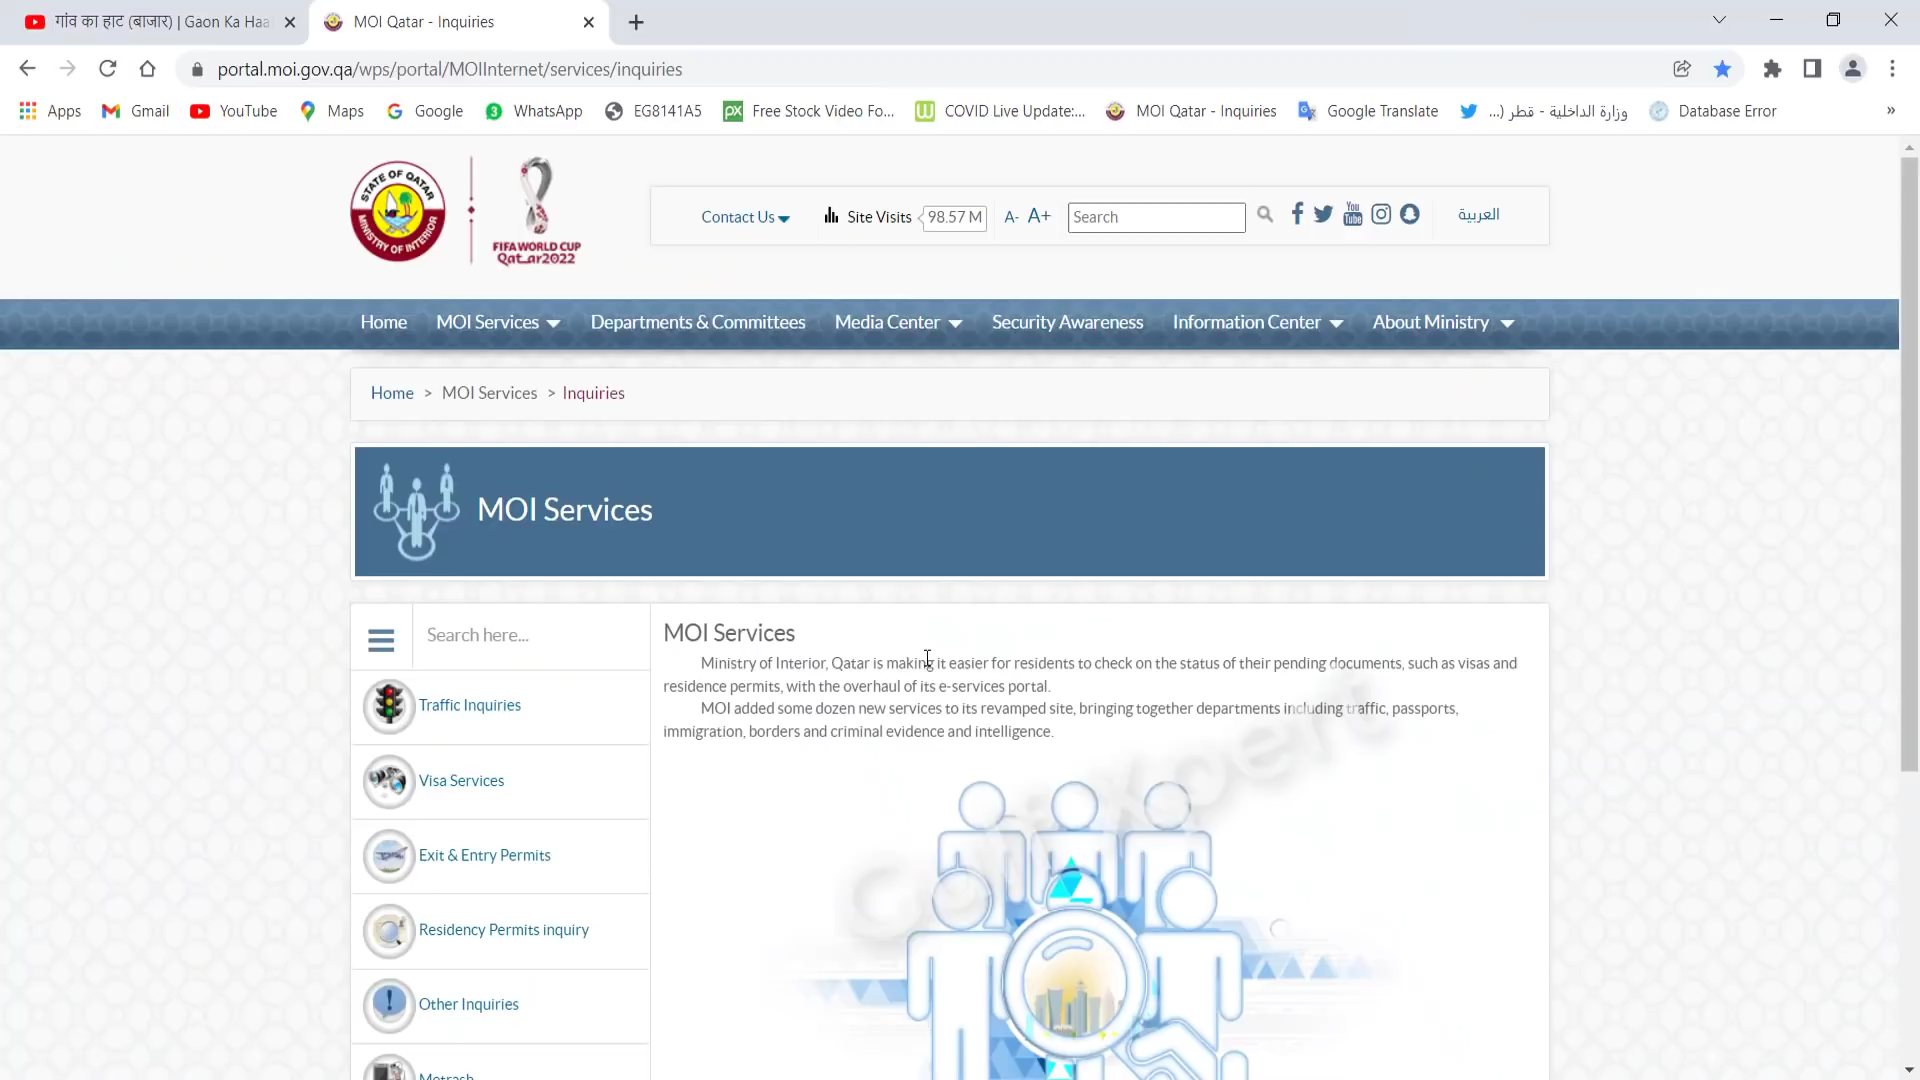 गांव का हाट (बाजार) | Gaon Ka Haa
MOI Qatar - Inquiries
portal.moi.gov.qa/wps/portal/MOIInternet/services/inquiries
Apps Gmail YouTube Maps Google WhatsApp EG8141A5 Free Stock Video Fo... COVID Live Update:... MOI Qatar - Inquiries Google Translate وزارة الداخلية - قطر (... Database Error »
STATE OF QATAR
MINISTRY OF INTERIOR
FIFA WORLD CUP
Qatar2022
Contact Us Site Visits 98.57 M A- A+ Search You Tube العربية
Home MOI Services Departments & Committees Media Center Security Awareness Information Center About Ministry
Home > MOI Services > Inquiries
MOI Services
Search here...
Traffic Inquiries
Visa Services
Exit & Entry Permits
Residency Permits inquiry
Other Inquiries
Metrash
MOI Services
Ministry of Interior, Qatar is making it easier for residents to check on the status of their pending documents, such as visas and
residence permits, with the overhaul of its e-services portal.
MOI added some dozen new services to its revamped site, bringing together departments including traffic, passports,
immigration, borders and criminal evidence and intelligence.